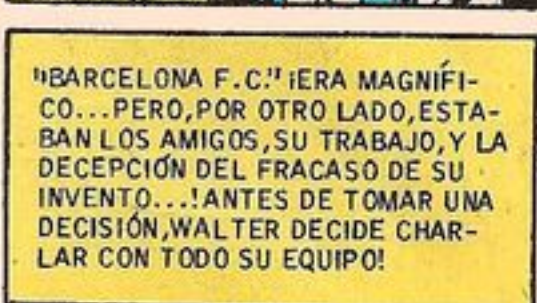 "BARCELONA F.C." ¡ERA MAGNÍFI-
CO...PERO, POR OTRO LADO, ESTA-
BAN LOS AMIGOS, SU TRABAJO, Y LA
DECEPCIÓN DEL FRACASO DE SU
INVENTO...! ANTES DE TOMAR UNA
DECISIÓN, WALTER DECIDE CHAR-
LAR CON TODO SU EQUIPO!